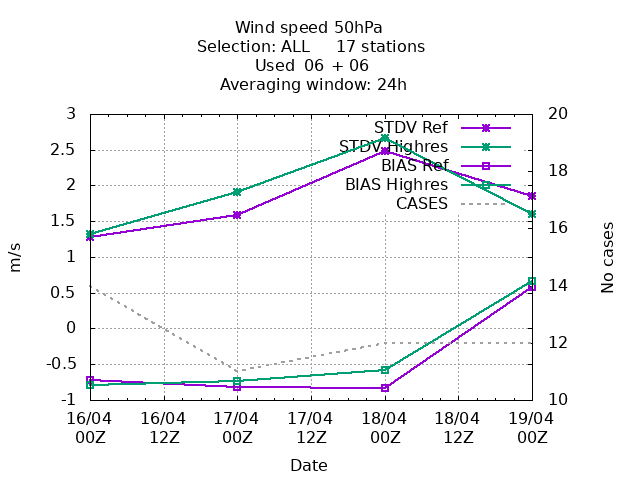 Wind speed 50hPa
Selection: ALL     17 stations
Used  06 + 06
Averaging window: 24h
3
2.5
2
1.5
1
0.5
0
-0.5
-1
m/s
STDV Ref
STDV Highres
BIAS Ref
BIAS Highres
CASES
20
18
16
14
12
10
No cases
16/04 16/04 17/04 17/04 18/04 18/04 19/04
00Z 12Z 00Z 12Z 00Z 12Z 00Z
Date